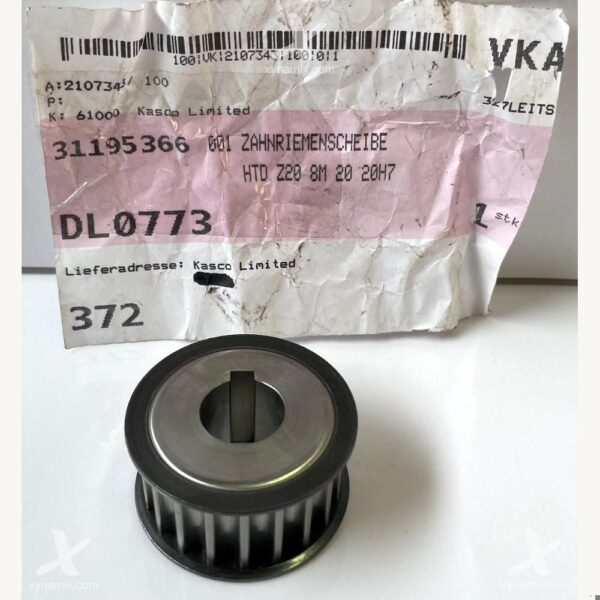 VKA
100|VK|2107343|100|0|1
xynamix.com
A:2107343/ 100
P:
K: 61000 Kasco Limited
327LEITS
31195366 001 ZAHNRIEMENSCHEIBE
HTD Z20 8M 20 20H7
DL0773
1 stk
Lieferadresse: Kasco Limited
372
xynamix.com
xynamix.com